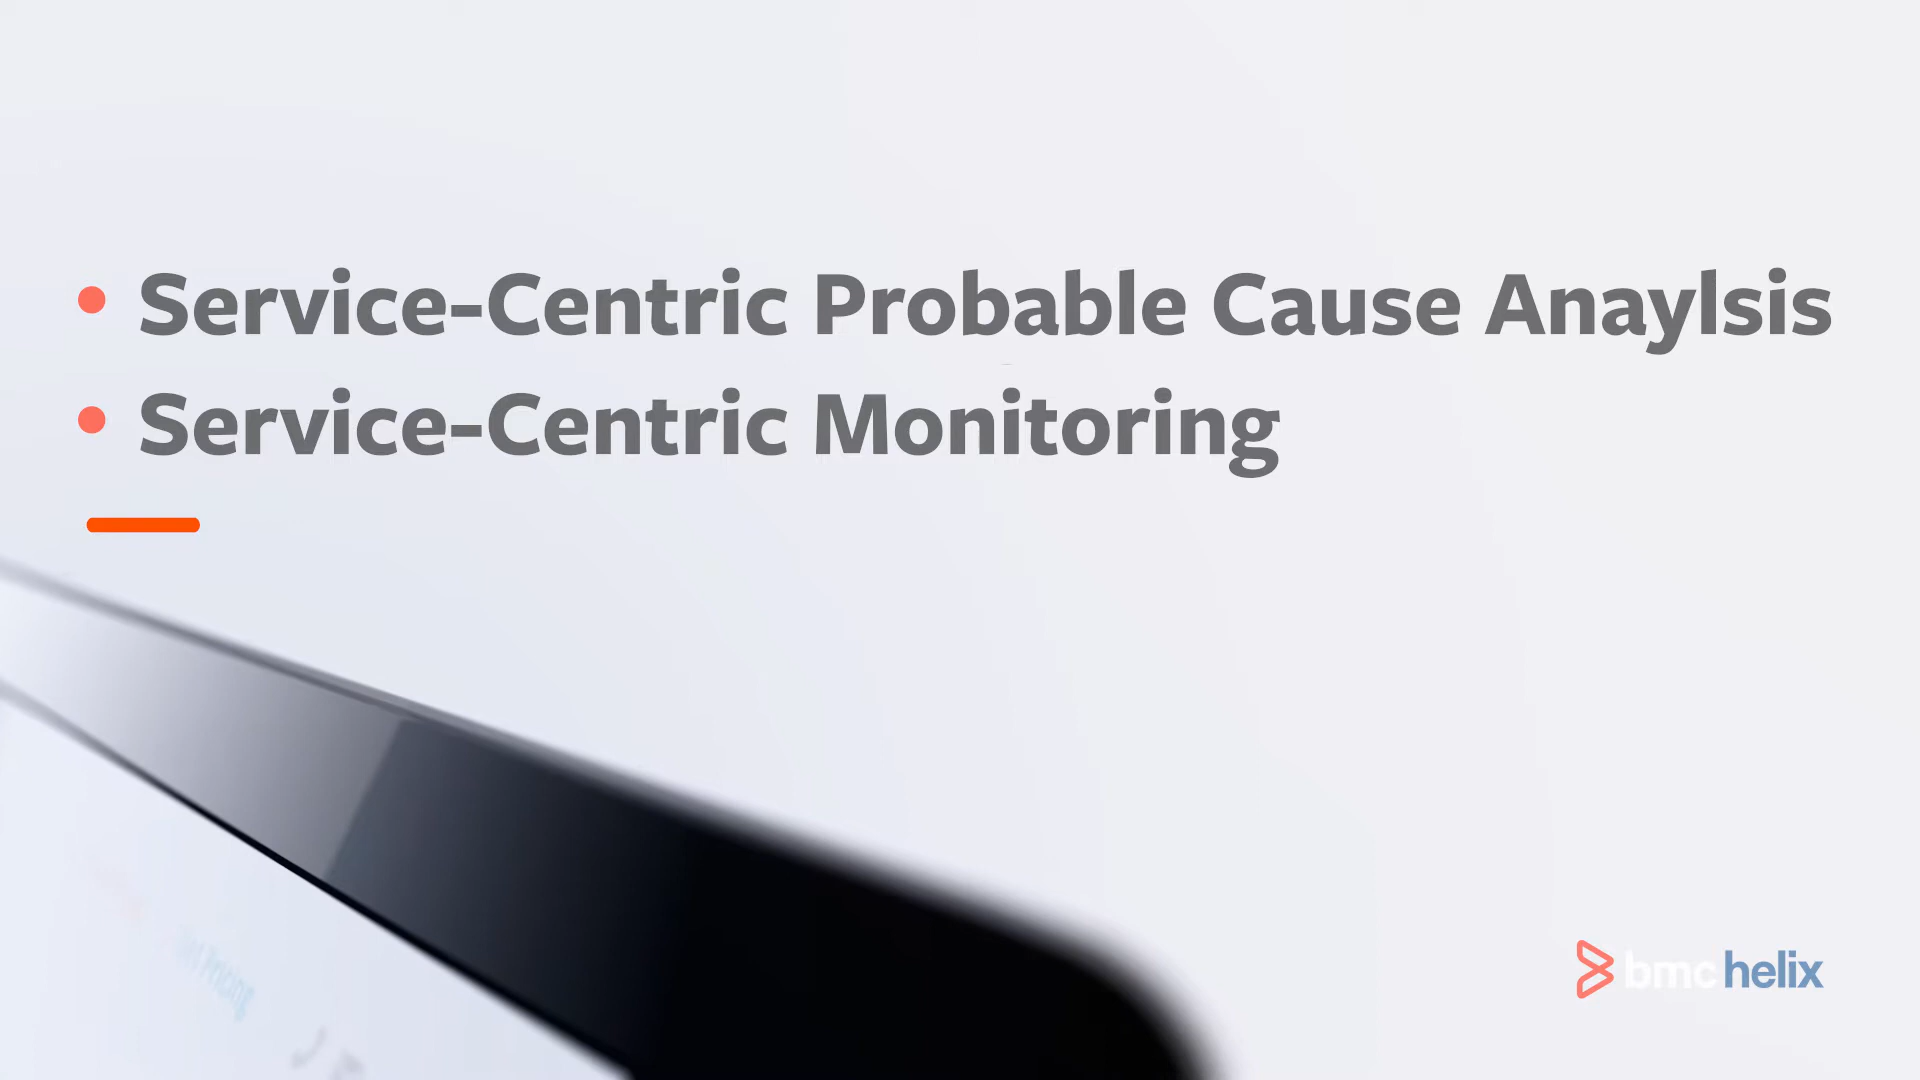 • Service-Centric Probable Cause Anaylsis
• Service-Centric Monitoring
bmc helix